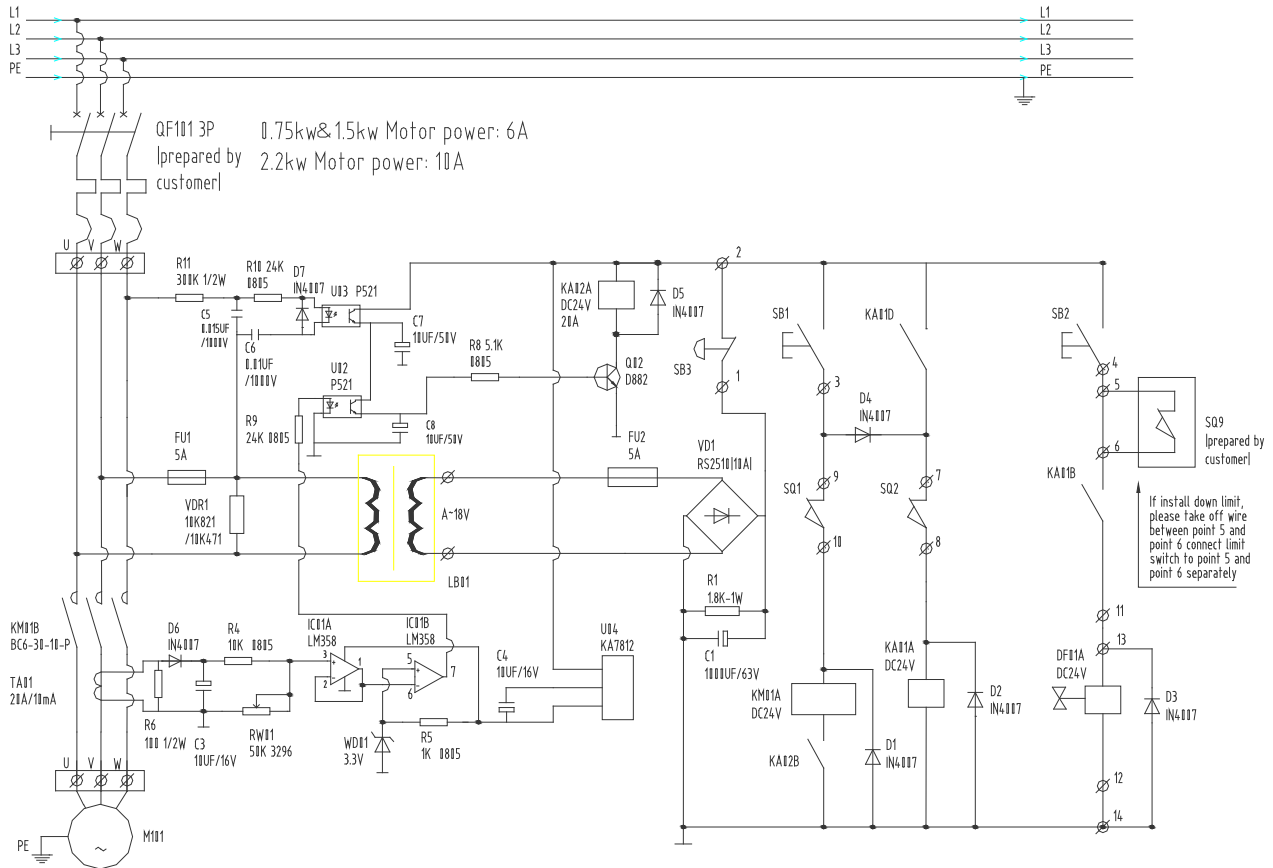 L1
L1
L2
L2
L3
L3
PE
PE
QF101 3P
|prepared by
customer|
0.75kw&1.5kw Motor power: 6A
2.2kw Motor power: 10A
U V W
R11
300K 1/2W
R10 24K
0805
D7
IN4007
U03 P521
C5
0.015UF
/1000V
C6
0.01UF
/1000V
C7
10UF/50V
U02
P521
R8 5.1K
0805
R9
24K 0805
C8
10UF/50V
KA02A
DC24V
20A
D5
IN4007
Q02
D882
2
SB3
1
SB1
3
KA01D
D4
IN4007
SB2
4
5
6
SQ9
|prepared by
customer|
KA01B
If install down limit,
please take off wire
between point 5 and
point 6 connect limit
switch to point 5 and
point 6 separately
FU1
5A
VDR1
10K821
/10K471
A~18V
LB01
FU2
5A
VD1
RS2510|10A|
SQ1
9
10
SQ2
7
8
R1
1.8K-1W
C1
1000UF/63V
KM01B
BC6-30-10-P
TA01
20A/10mA
D6
IN4007
R4
10K 0805
R6
100 1/2W
C3
10UF/16V
RW01
50K 3296
IC01A
LM358
3
+
1
2
-
IC01B
LM358
5
+
7
6
-
WD01
3.3V
R5
1K 0805
C4
10UF/16V
U04
KA7812
KM01A
DC24V
KA02B
D1
IN4007
KA01A
DC24V
D2
IN4007
11
13
DF01A
DC24V
D3
IN4007
12
14
U V W
M101
~
PE